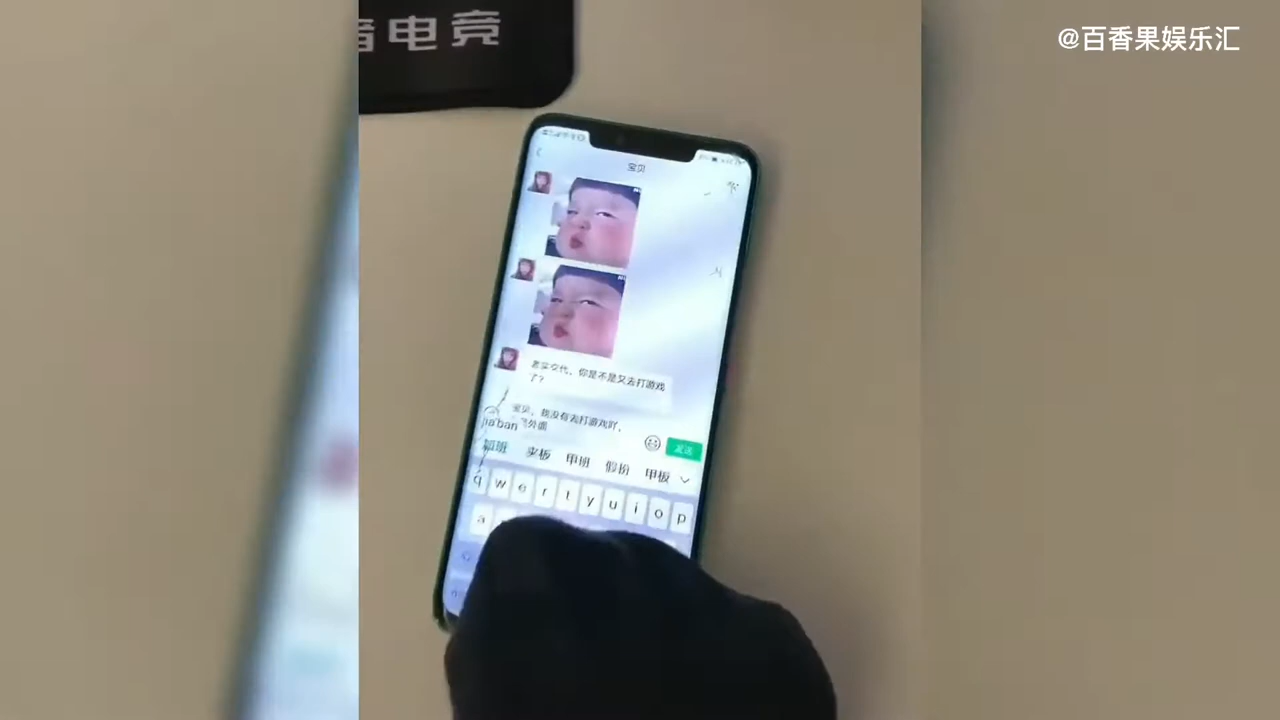 @百香果娱乐汇
电竞
宝贝
老实交代，你是不是又去打游戏
了？
宝贝，我没有去打游戏吖，
外面
jia'ban
加班 夹板 甲班 假扮 甲板
发送
q w e r t y u i o p
a